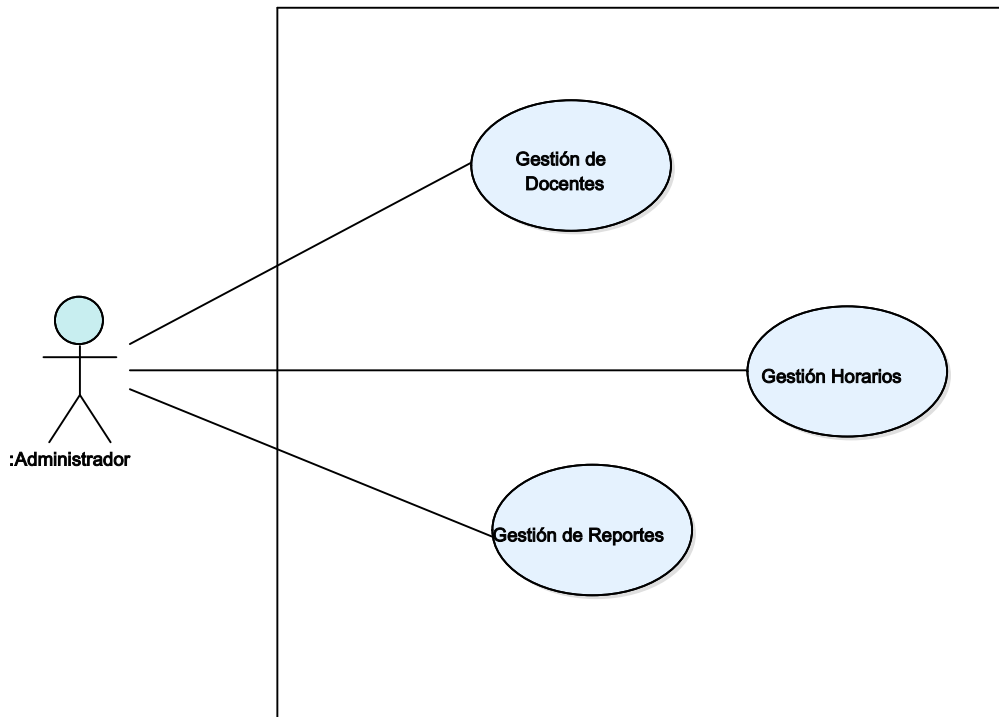 Gestión de
Docentes
Gestión Horarios
:Administrador
Gestión de Reportes